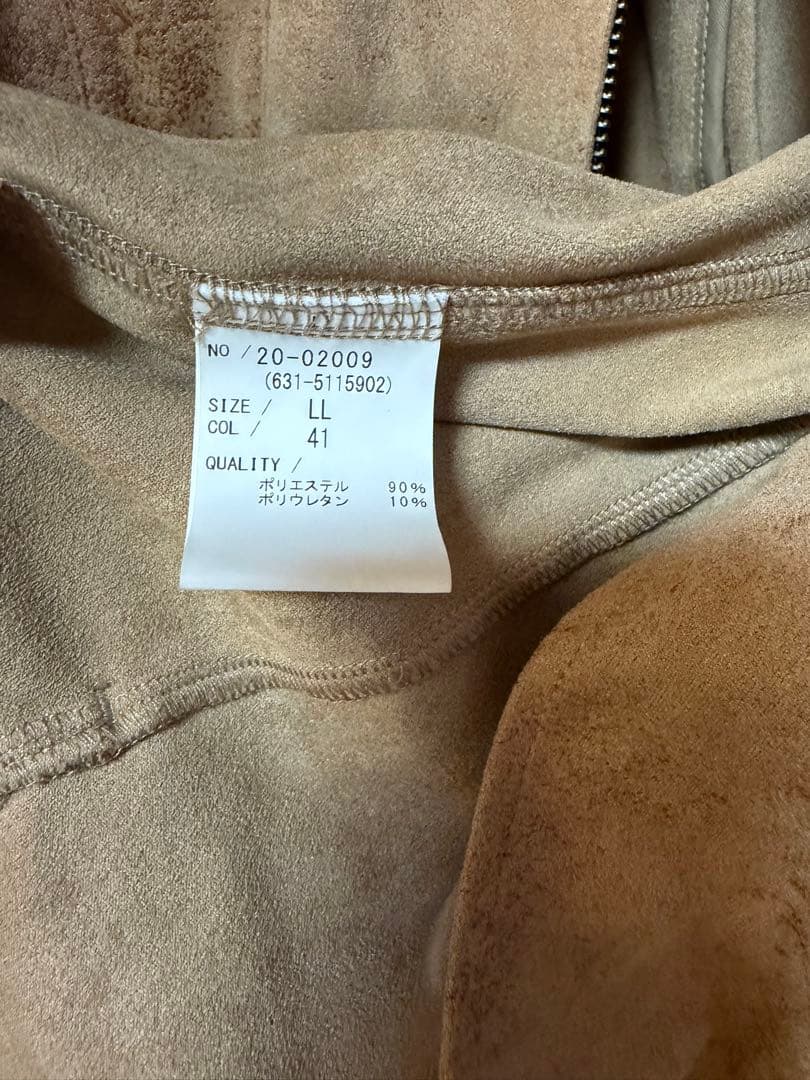 NO / 20-02009
(631-5115902)
SIZE / LL
COL / 41
QUALITY /
ポリエステル 90%
ポリウレタン 10%